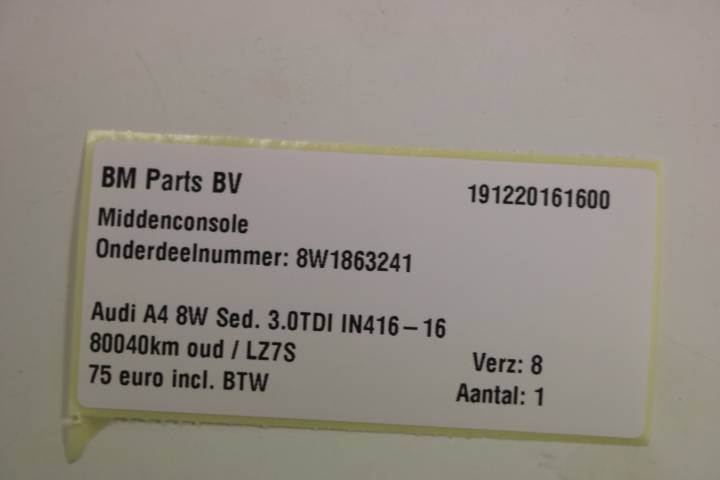 BM Parts BV 191220161600
Middenconsole
Onderdeelnummer: 8W1863241
Audi A4 8W Sed. 3.0TDI IN416-16
80040km oud / LZ7S Verz: 8
75 euro incl. BTW Aantal: 1